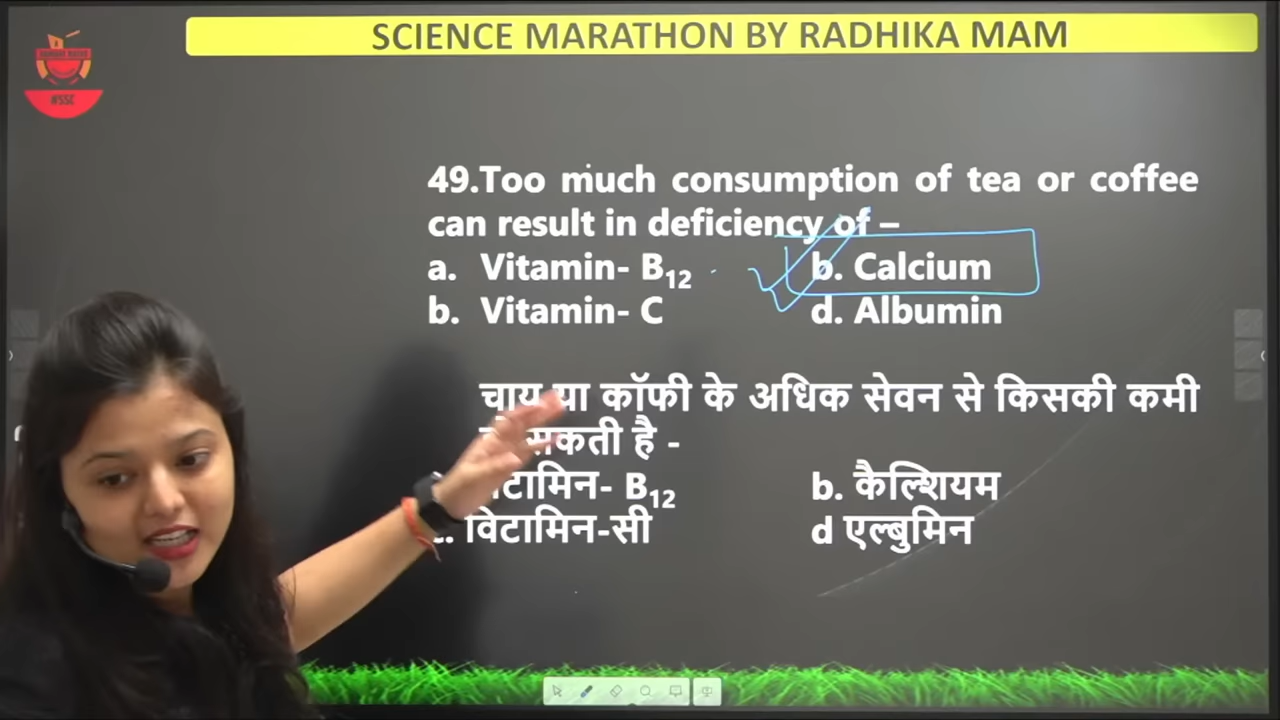 SCIENCE MARATHON BY RADHIKA MAM
#SSC
49.Too much consumption of tea or coffee
can result in deficiency of –
a. Vitamin- B12 b. Calcium
b. Vitamin- C d. Albumin
चाय या कॉफी के अधिक सेवन से किसकी कमी
सकती है -
B12 b. कैल्शियम
विटामिन-सी d एल्बुमिन